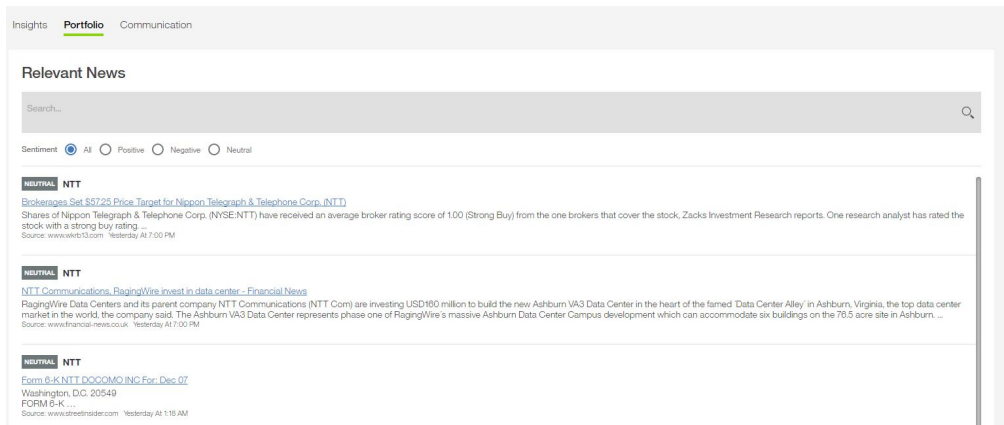 Insights Portfolio Communication
Relevant News
Search...
Sentiment All Positive Negative Neutral
NEUTRAL NTT
Brokerages Set $57.25 Price Target for Nippon Telegraph & Telephone Corp. (NTT)
Shares of Nippon Telegraph & Telephone Corp. (NYSE:NTT) have received an average broker rating score of 1.00 (Strong Buy) from the one brokers that cover the stock, Zacks Investment Research reports. One research analyst has rated the
stock with a strong buy rating. ...
Source: www.wkrb13.com Yesterday At 7:00 PM
NEUTRAL NTT
NTT Communications, RagingWire invest in data center - Financial News
RagingWire Data Centers and its parent company NTT Communications (NTT Com) are investing USD160 million to build the new Ashburn VA3 Data Center in the heart of the famed 'Data Center Alley' in Ashburn, Virginia, the top data center
market in the world, the company said. The Ashburn VA3 Data Center represents phase one of RagingWire's massive Ashburn Data Center Campus development which can accommodate six buildings on the 76.5 acre site in Ashburn. ...
Source: www.financial-news.co.uk Yesterday At 7:00 PM
NEUTRAL NTT
Form 6-K NTT DOCOMO INC For: Dec 07
Washington, D.C. 20549
FORM 6-K ...
Source: www.streetinsider.com Yesterday At 1:18 AM